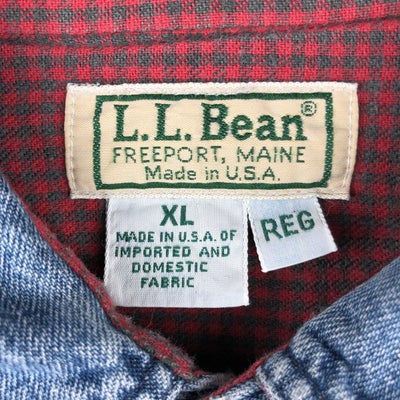 L.L.Bean®
FREEPORT, MAINE
Made in U.S.A.
XL
MADE IN U.S.A. OF
IMPORTED AND
DOMESTIC
FABRIC
REG